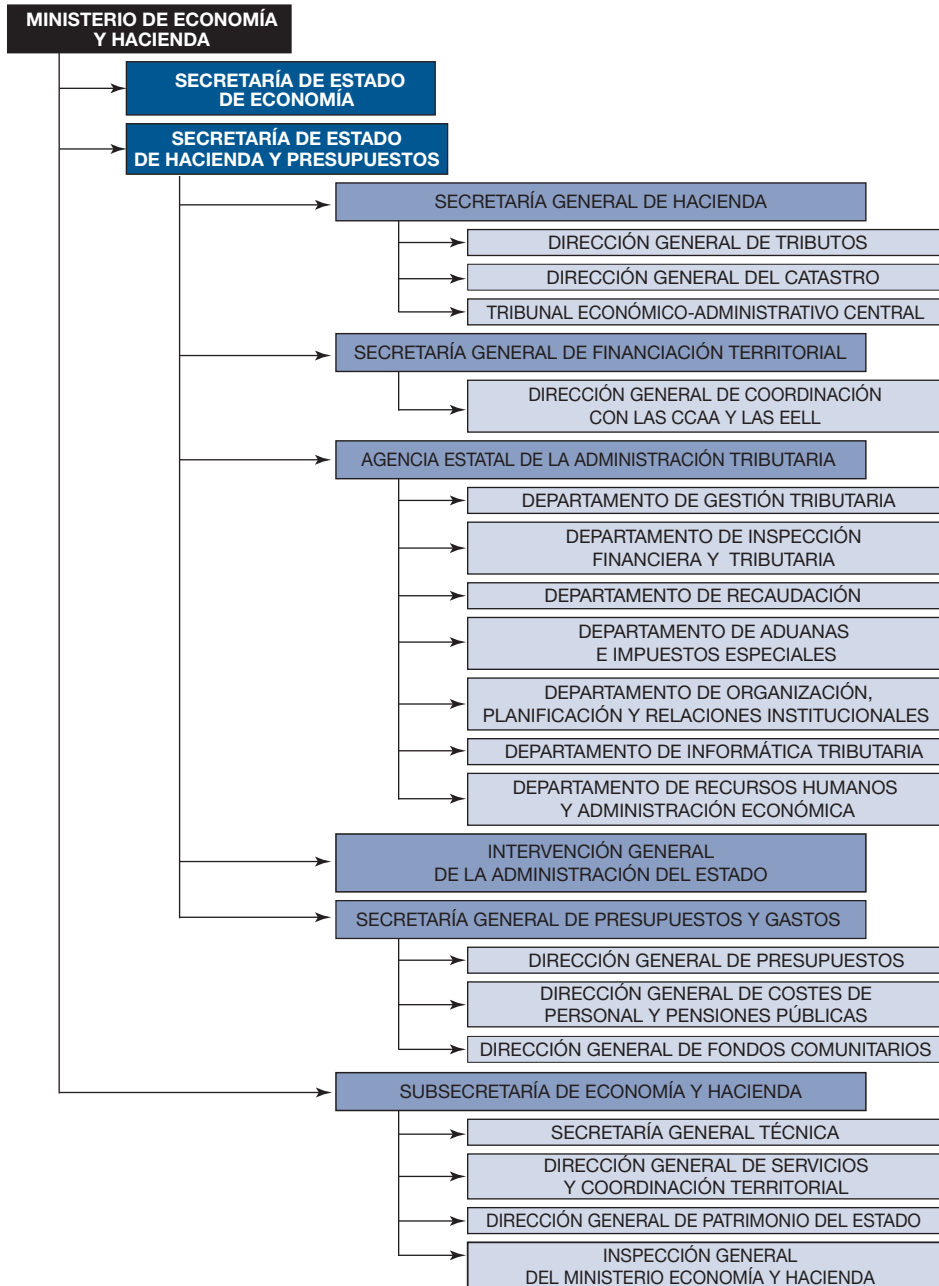 MINISTERIO DE ECONOMÍA
Y HACIENDA
SECRETARÍA DE ESTADO
DE ECONOMÍA
SECRETARÍA DE ESTADO
DE HACIENDA Y PRESUPUESTOS
SECRETARÍA GENERAL DE HACIENDA
DIRECCIÓN GENERAL DE TRIBUTOS
DIRECCIÓN GENERAL DEL CATASTRO
TRIBUNAL ECONÓMICO-ADMINISTRATIVO CENTRAL
SECRETARÍA GENERAL DE FINANCIACIÓN TERRITORIAL
DIRECCIÓN GENERAL DE COORDINACIÓN
CON LAS CCAA Y LAS EELL
AGENCIA ESTATAL DE LA ADMINISTRACIÓN TRIBUTARIA
DEPARTAMENTO DE GESTIÓN TRIBUTARIA
DEPARTAMENTO DE INSPECCIÓN
FINANCIERA Y TRIBUTARIA
DEPARTAMENTO DE RECAUDACIÓN
DEPARTAMENTO DE ADUANAS
E IMPUESTOS ESPECIALES
DEPARTAMENTO DE ORGANIZACIÓN,
PLANIFICACIÓN Y RELACIONES INSTITUCIONALES
DEPARTAMENTO DE INFORMÁTICA TRIBUTARIA
DEPARTAMENTO DE RECURSOS HUMANOS
Y ADMINISTRACIÓN ECONÓMICA
INTERVENCIÓN GENERAL
DE LA ADMINISTRACIÓN DEL ESTADO
SECRETARÍA GENERAL DE PRESUPUESTOS Y GASTOS
DIRECCIÓN GENERAL DE PRESUPUESTOS
DIRECCIÓN GENERAL DE COSTES DE
PERSONAL Y PENSIONES PÚBLICAS
DIRECCIÓN GENERAL DE FONDOS COMUNITARIOS
SUBSECRETARÍA DE ECONOMÍA Y HACIENDA
SECRETARÍA GENERAL TÉCNICA
DIRECCIÓN GENERAL DE SERVICIOS
Y COORDINACIÓN TERRITORIAL
DIRECCIÓN GENERAL DE PATRIMONIO DEL ESTADO
INSPECCIÓN GENERAL
DEL MINISTERIO ECONOMÍA Y HACIENDA